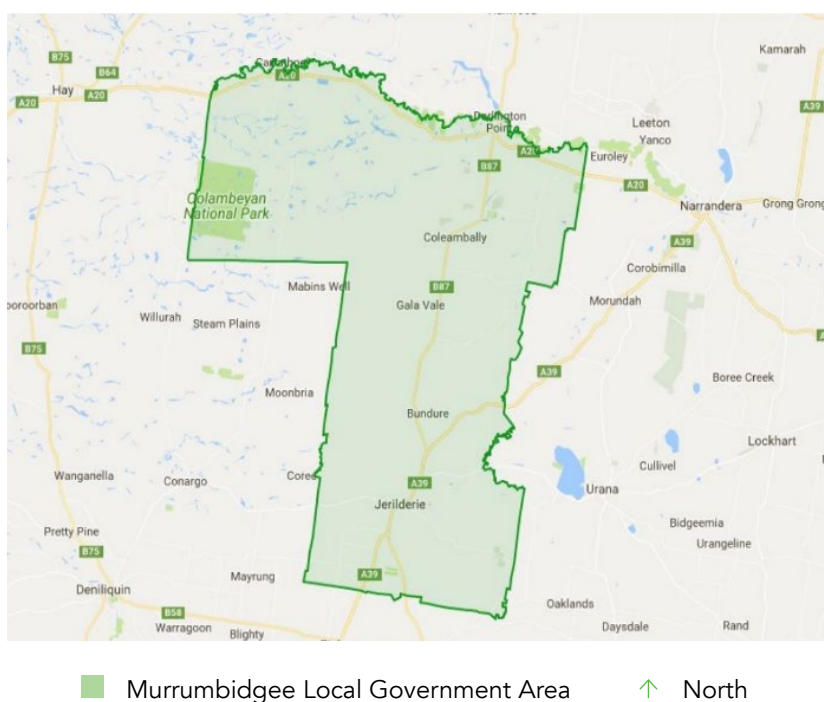 Kamarah
B75
B64
A20
Hay
A20
A20
A39
Darlington
Point
Leeton
Yanco
A20
Euroley
B87
A20
Oolambeyan
National Park
Narrandera
Grong Grong
Coleambally
A39
Corobimilla
Mabins Well
B87
Gala Vale
Morundah
Willurah
Steam Plains
B75
A39
Boree Creek
Moonbria
Bundure
Lockhart
Wanganella
Conargo
A39
Cullivel
Urana
Jerilderie
Pretty Pine
Bidgeemia
Urangeline
B75
Mayrung
A39
Deniliquin
Oaklands
B58
Warragoon
Blighty
Daysdale
Rand
Murrumbidgee Local Government Area
North